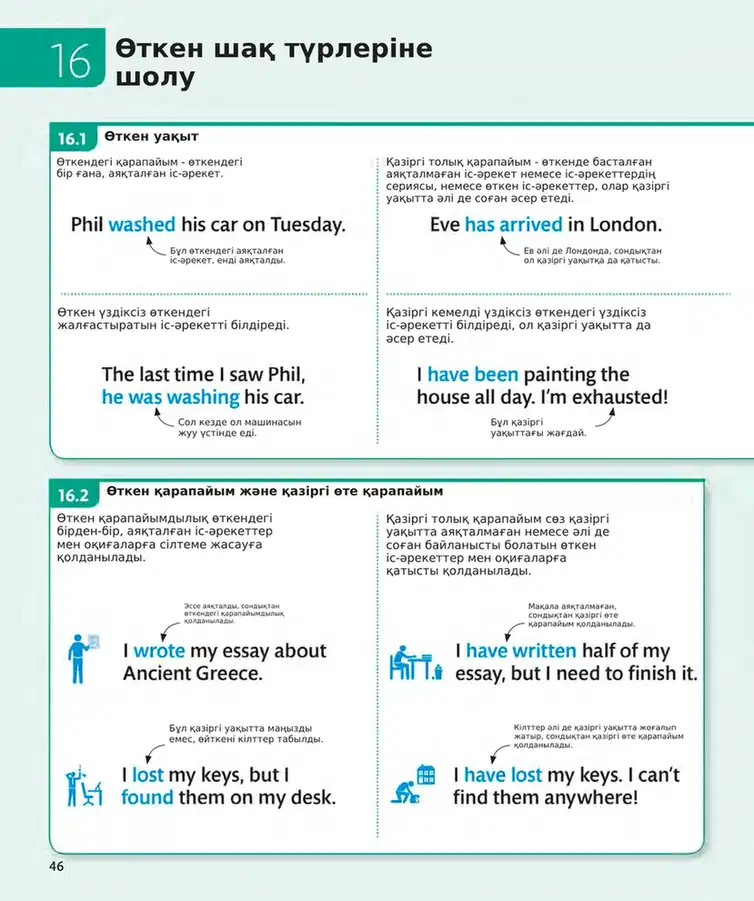 16
Өткен шақ түрлеріне
шолу
16.1 Өткен уақыт
Өткендегі қарапайым - өткендегі
бір ғана, аяқталған іс-әрекет.
Phil washed his car on Tuesday.
Бұл өткендегі аяқталған
іс-әрекет, енді аяқталды.
Қазіргі толық қарапайым - өткенде басталған
аяқталмаған іс-әрекет немесе іс-әрекеттердің
сериясы, немесе өткен іс-әрекеттер, олар қазіргі
уақытта әлі де соған әсер етеді.
Eve has arrived in London.
Ев әлі де Лондонда, сондықтан
ол қазіргі уақытқа да қатысты.
Өткен үздіксіз өткендегі
жалғастыратын іс-әрекетті білдіреді.
The last time I saw Phil,
he was washing his car.
Сол кезде ол машинасын
жуу үстінде еді.
Қазіргі кемелді үздіксіз өткендегі үздіксіз
іс-әрекетті білдіреді, ол қазіргі уақытта да
әсер етеді.
I have been painting the
house all day. I'm exhausted!
Бұл қазіргі
уақыттағы жағдай.
16.2 Өткен қарапайым және қазіргі өте қарапайым
Өткен қарапайымдылық өткендегі
бірден-бір, аяқталған іс-әрекеттер
мен оқиғаларға сілтеме жасауға
қолданылады.
Эссе аяқталды, сондықтан
өткендегі қарапайымдылық
қолданылады.
I wrote my essay about
Ancient Greece.
Қазіргі толық қарапайым сөз қазіргі
уақытта аяқталмаған немесе әлі де
соған байланысты болатын өткен
іс-әрекеттер мен оқиғаларға
қатысты қолданылады.
Мақала аяқталмаған,
сондықтан қазіргі өте
қарапайым қолданылады.
I have written half of my
essay, but I need to finish it.
Бұл қазіргі уақытта маңызды
емес, өйткені кілттер табылды.
I lost my keys, but I
found them on my desk.
Кілттер әлі де қазіргі уақытта жоғалып
жатыр, сондықтан қазіргі өте қарапайым
қолданылады.
I have lost my keys. I can't
find them anywhere!
46